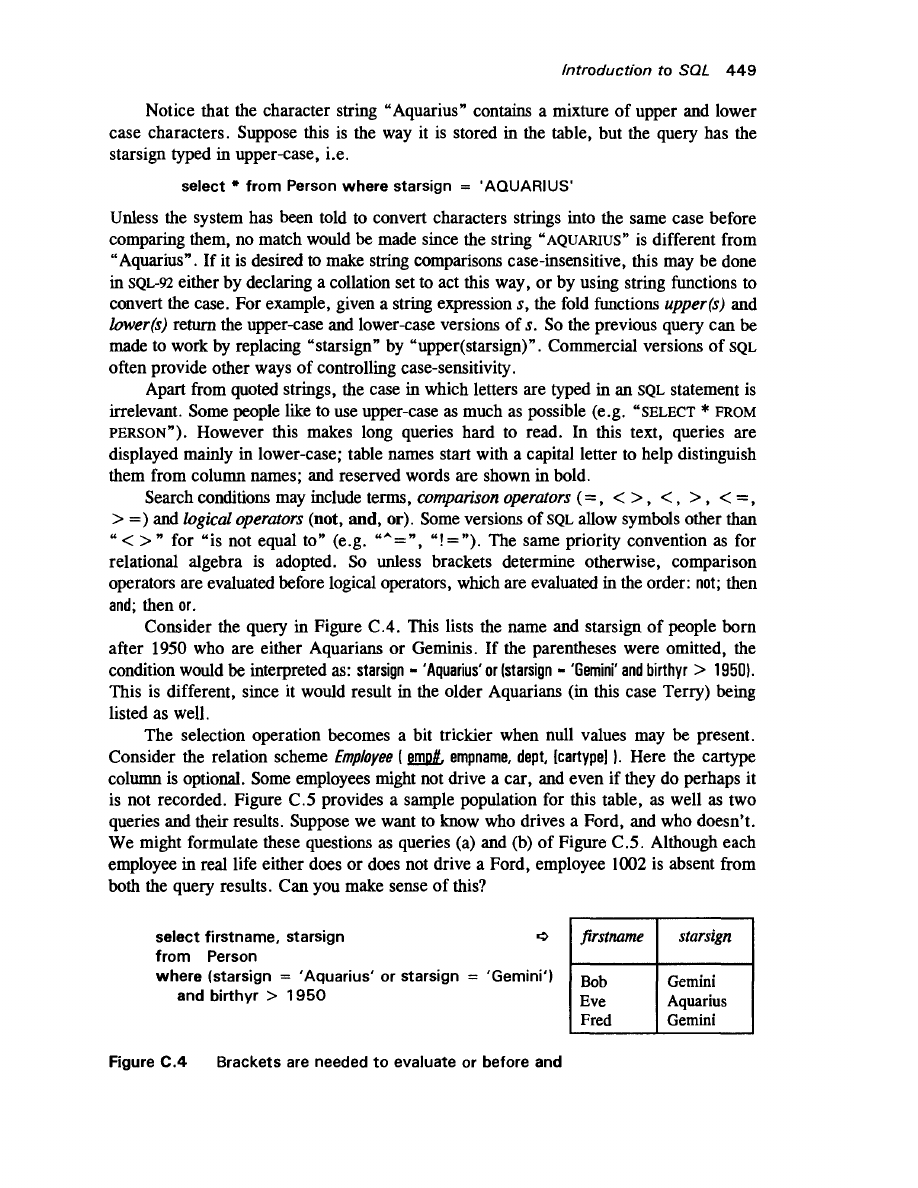 Introduction to SQL 449
Notice that the character string “Aquarius” contains a mixture of upper and lower
case characters. Suppose this is the way it is stored in the table, but the query has the
starsign typed in upper-case, i.e.
select * from Person where starsign = 'AQUARIUS'
Unless the system has been told to convert characters strings into the same case before
comparing them, no match would be made since the string “AQUARIUS” is different from
“Aquarius”. If it is desired to make string comparisons case-insensitive, this may be done
in SQL-92 either by declaring a collation set to act this way, or by using string functions to
convert the case. For example, given a string expression s, the fold functions upper(s) and
lower(s) return the upper-case and lower-case versions of s. So the previous query can be
made to work by replacing “starsign” by “upper(starsign)”. Commercial versions of SQL
often provide other ways of controlling case-sensitivity.
Apart from quoted strings, the case in which letters are typed in an SQL statement is
irrelevant. Some people like to use upper-case as much as possible (e.g. “SELECT * FROM
PERSON”). However this makes long queries hard to read. In this text, queries are
displayed mainly in lower-case; table names start with a capital letter to help distinguish
them from column names; and reserved words are shown in bold.
Search conditions may include terms, comparison operators (=, < >, <, >, < =,
> =) and logical operators (not, and, or). Some versions of SQL allow symbols other than
“< >” for “is not equal to” (e.g. “^=”, “!=”). The same priority convention as for
relational algebra is adopted. So unless brackets determine otherwise, comparison
operators are evaluated before logical operators, which are evaluated in the order: not; then
and; then or.
Consider the query in Figure C.4. This lists the name and starsign of people born
after 1950 who are either Aquarians or Geminis. If the parentheses were omitted, the
condition would be interpreted as: starsign = 'Aquarius' or (starsign = 'Gemini' and birthyr > 1950).
This is different, since it would result in the older Aquarians (in this case Terry) being
listed as well.
The selection operation becomes a bit trickier when null values may be present.
Consider the relation scheme Employee ( emp#, empname, dept, [cartype] ). Here the cartype
column is optional. Some employees might not drive a car, and even if they do perhaps it
is not recorded. Figure C.5 provides a sample population for this table, as well as two
queries and their results. Suppose we want to know who drives a Ford, and who doesn't.
We might formulate these questions as queries (a) and (b) of Figure C.5. Although each
employee in real life either does or does not drive a Ford, employee 1002 is absent from
both the query results. Can you make sense of this?
select firstname, starsign ➪
from Person
where (starsign = 'Aquarius' or starsign = 'Gemini')
and birthyr > 1950
firstname starsign
Bob Gemini
Eve Aquarius
Fred Gemini
Figure C.4 Brackets are needed to evaluate or before and